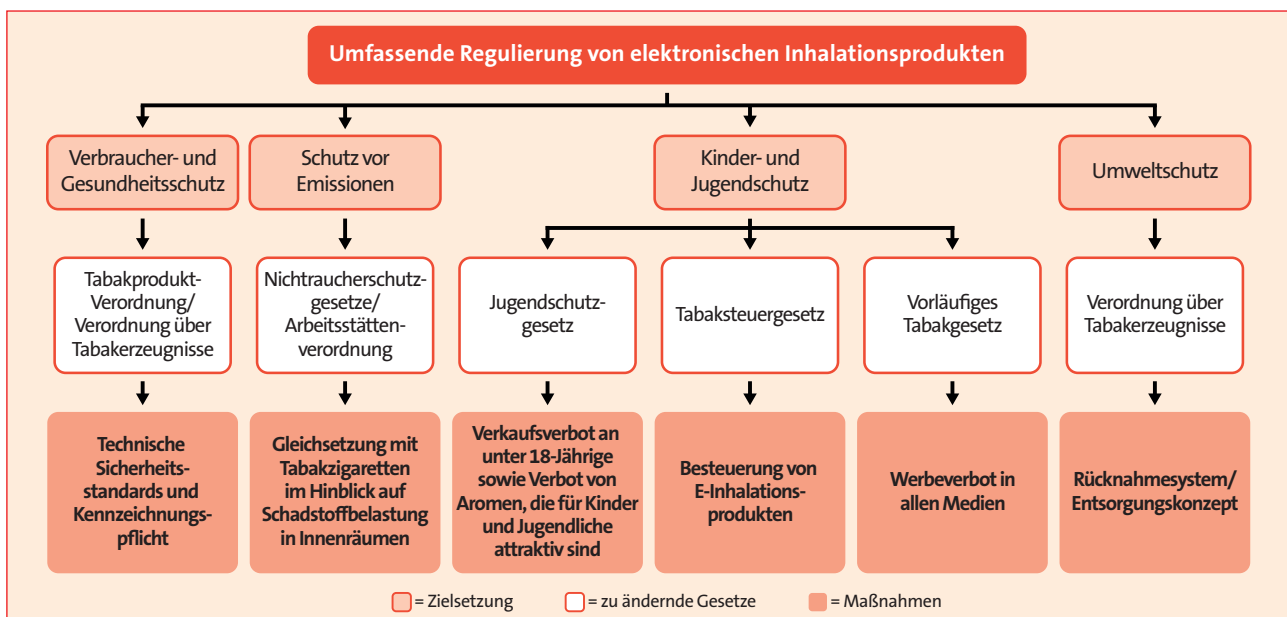 Umfassende Regulierung von elektronischen Inhalationsprodukten
Verbraucher- und
Gesundheitsschutz
Schutz vor
Emissionen
Kinder- und
Jugendschutz
Umweltschutz
Tabakprodukt-
Verordnung/
Verordnung über
Tabakerzeugnisse
Nichtraucherschutz-
gesetze/
Arbeitsstätten-
verordnung
Jugendschutz-
gesetz
Tabaksteuergesetz
Vorläufiges
Tabakgesetz
Verordnung über
Tabakerzeugnisse
Technische
Sicherheits-
standards und
Kennzeichnungs-
pflicht
Gleichsetzung mit
Tabakzigaretten
im Hinblick auf
Schadstoffbelastung
in Innenräumen
Verkaufsverbot an
unter 18-Jährige
sowie Verbot von
Aromen, die für Kinder
und Jugendliche
attraktiv sind
Besteuerung von
E-Inhalations-
produkten
Werbeverbot in
allen Medien
Rücknahmesystem/
Entsorgungskonzept
= Zielsetzung = zu ändernde Gesetze = Maßnahmen